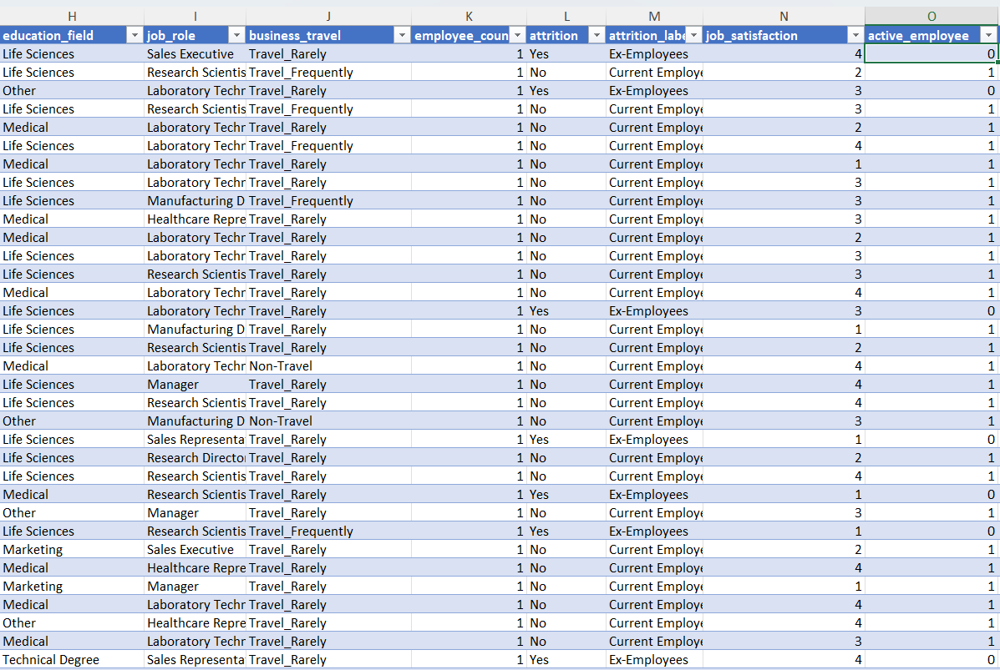 H I J K L M N O
education_field job_role business_travel employee_coun attrition attrition_labe job_satisfaction active_employee
Life Sciences Sales Executive Travel_Rarely 1 Yes Ex-Employees 4 0
Life Sciences Research Scientis Travel_Frequently 1 No Current Employe 2 1
Other Laboratory Techr Travel_Rarely 1 Yes Ex-Employees 3 0
Life Sciences Research Scientis Travel_Frequently 1 No Current Employe 3 1
Medical Laboratory Techr Travel_Rarely 1 No Current Employe 2 1
Life Sciences Laboratory Techr Travel_Frequently 1 No Current Employe 4 1
Medical Laboratory Techr Travel_Rarely 1 No Current Employe 1 1
Life Sciences Laboratory Techr Travel_Rarely 1 No Current Employe 3 1
Life Sciences Manufacturing D Travel_Frequently 1 No Current Employe 3 1
Medical Healthcare Repre Travel_Rarely 1 No Current Employe 3 1
Medical Laboratory Techr Travel_Rarely 1 No Current Employe 2 1
Life Sciences Laboratory Techr Travel_Rarely 1 No Current Employe 3 1
Life Sciences Research Scientis Travel_Rarely 1 No Current Employe 3 1
Medical Laboratory Techr Travel_Rarely 1 No Current Employe 4 1
Life Sciences Laboratory Techr Travel_Rarely 1 Yes Ex-Employees 3 0
Life Sciences Manufacturing D Travel_Rarely 1 No Current Employe 1 1
Life Sciences Research Scientis Travel_Rarely 1 No Current Employe 2 1
Medical Laboratory Techr Non-Travel 1 No Current Employe 4 1
Life Sciences Manager Travel_Rarely 1 No Current Employe 4 1
Life Sciences Research Scientis Travel_Rarely 1 No Current Employe 4 1
Other Manufacturing D Non-Travel 1 No Current Employe 3 1
Life Sciences Sales Representa Travel_Rarely 1 Yes Ex-Employees 1 0
Life Sciences Research Director Travel_Rarely 1 No Current Employe 2 1
Life Sciences Research Scientis Travel_Rarely 1 No Current Employe 4 1
Medical Research Scientis Travel_Rarely 1 Yes Ex-Employees 1 0
Other Manager Travel_Rarely 1 No Current Employe 3 1
Life Sciences Research Scientis Travel_Frequently 1 Yes Ex-Employees 1 0
Marketing Sales Executive Travel_Rarely 1 No Current Employe 2 1
Medical Healthcare Repre Travel_Rarely 1 No Current Employe 4 1
Marketing Manager Travel_Rarely 1 No Current Employe 1 1
Medical Laboratory Techr Travel_Rarely 1 No Current Employe 4 1
Other Healthcare Repre Travel_Rarely 1 No Current Employe 4 1
Medical Laboratory Techr Travel_Rarely 1 No Current Employe 3 1
Technical Degree Sales Representa Travel_Rarely 1 Yes Ex-Employees 4 0